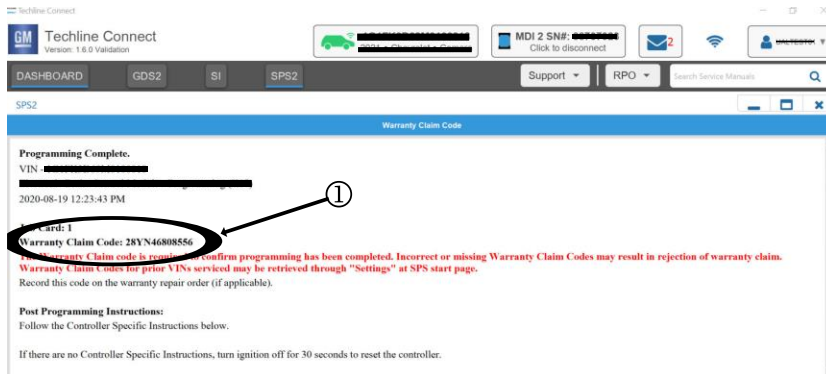 Techline Connect
GM Techline Connect
Version: 1.6.0 Validation
MDI 2 SN#:
Click to disconnect
2
DASHBOARD GDS2 SI SPS2 Support RPO Search Service Manuals
SPS2
Warranty Claim Code
Programming Complete.
VIN -
2020-08-19 12:23:43 PM
①
Card: 1
Warranty Claim Code: 28YN46808556
Warranty Claim code is required to confirm programming has been completed. Incorrect or missing Warranty Claim Codes may result in rejection of warranty claim.
Warranty Claim Codes for prior VINs serviced may be retrieved through "Settings" at SPS start page.
Record this code on the warranty repair order (if applicable).
Post Programming Instructions:
Follow the Controller Specific Instructions below.
If there are no Controller Specific Instructions, turn ignition off for 30 seconds to reset the controller.